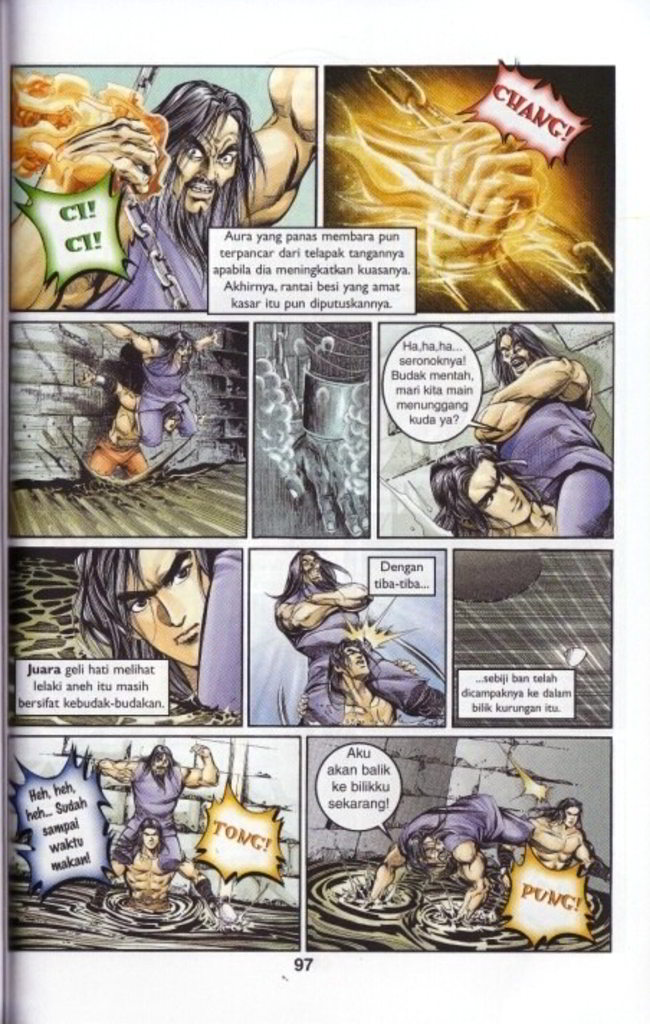 CI!
CI!
CHANG!
Aura yang panas membara pun
terpancar dari telapak tangannya
apabila dia meningkatkan kuasanya.
Akhirnya, rantai besi yang amat
kasar itu pun diputuskannya.
Ha,ha,ha...
seronoknya!
Budak mentah,
mari kita main
menunggang
kuda ya?
Juara geli hati melihat
lelaki aneh itu masih
bersifat kebudak-budakan.
Dengan
tiba-tiba...
...sebiji ban telah
dicampaknya ke dalam
bilik kurungan itu.
Heh, heh,
heh... Sudah
sampai
waktu
makan!
TONG!
Aku
akan balik
ke bilikku
sekarang!
PUNG!
97